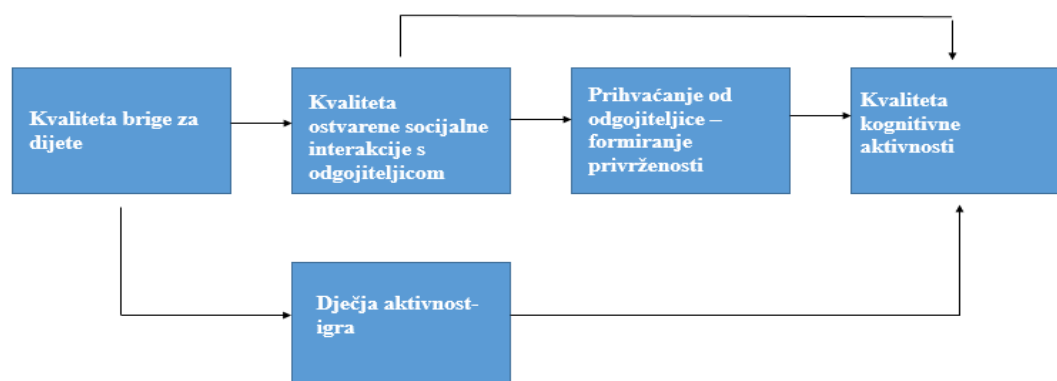 Kvaliteta brige za
dijete
Kvaliteta
ostvarene socijalne
interakcije s
odgojiteljicom
Prihvaćanje od
odgojiteljice –
formiranje
privrženosti
Kvaliteta
kognitivne
aktivnosti
Dječja aktivnost-
igra